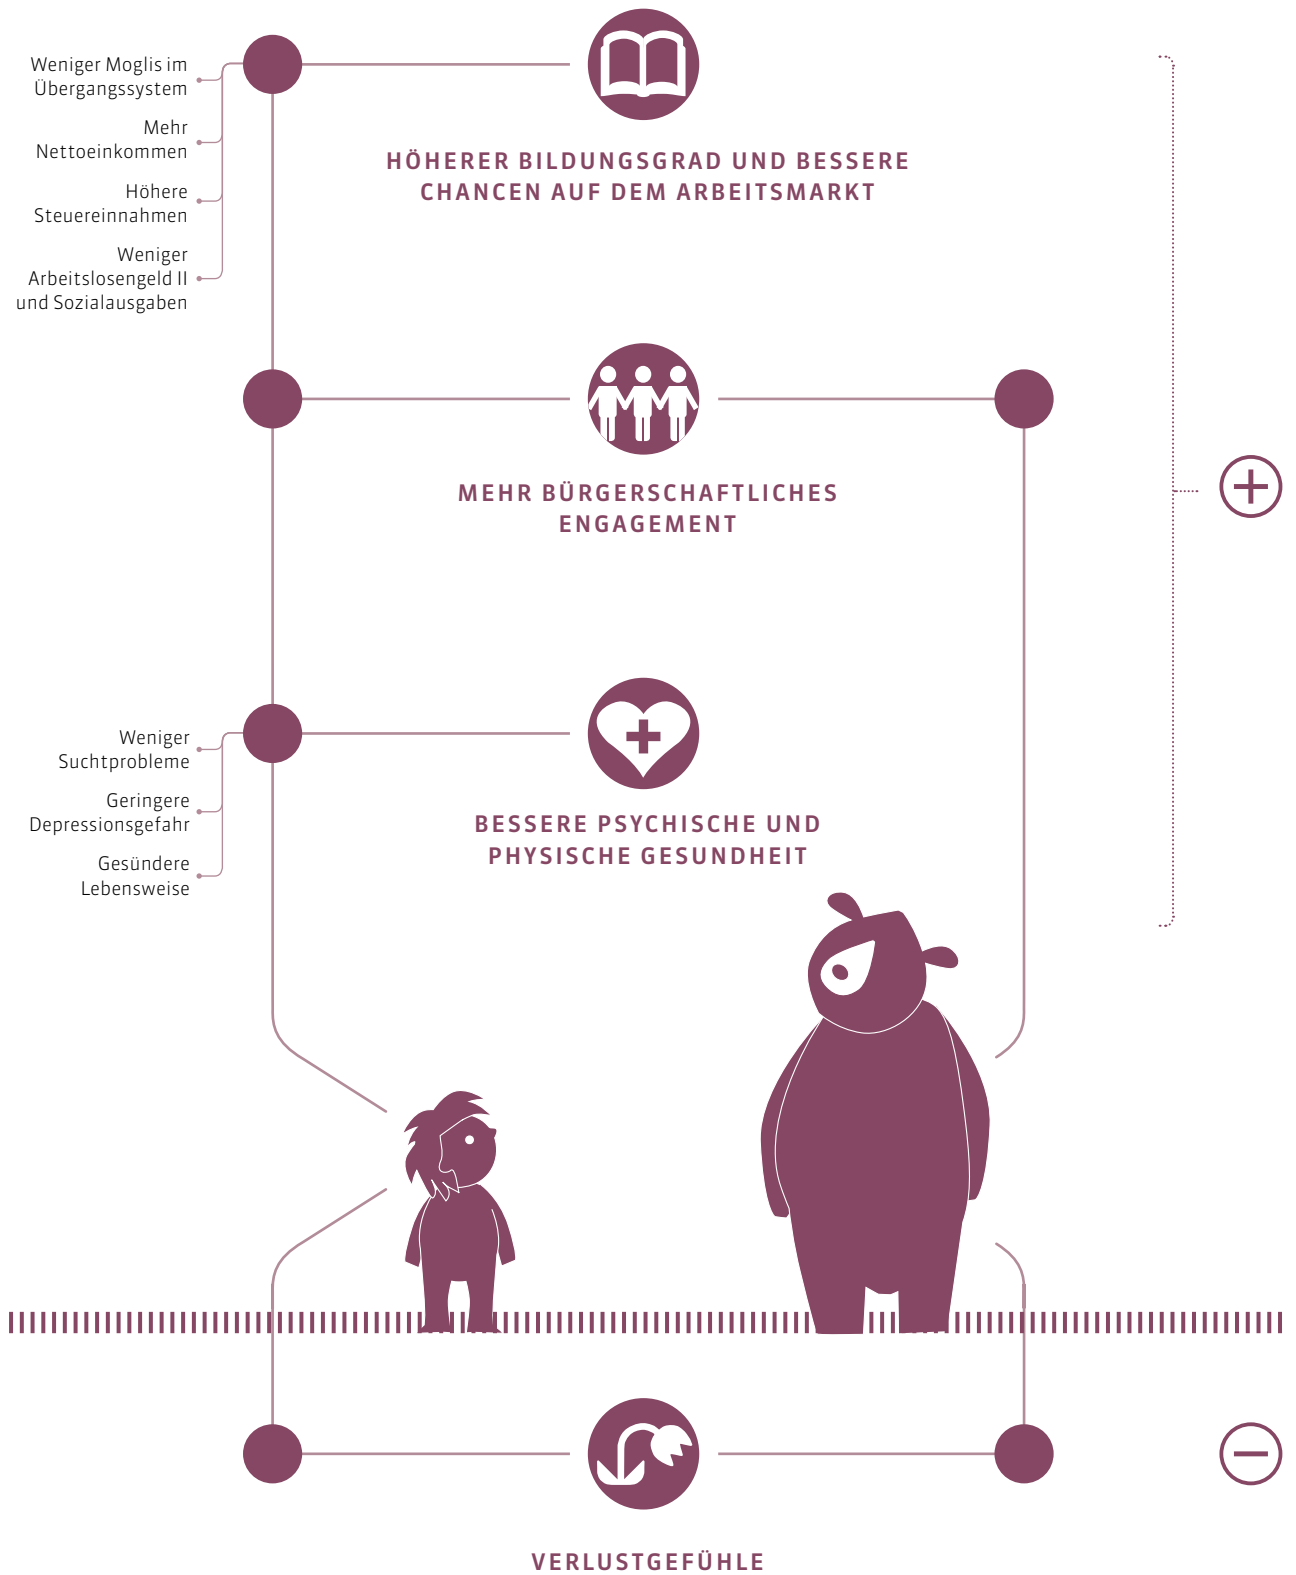 Weniger Moglis im
Übergangssystem
Mehr
Nettoeinkommen
Höhere
Steuereinnahmen
Weniger
Arbeitslosengeld II
und Sozialausgaben
HÖHERER BILDUNGSGRAD UND BESSERE
CHANCEN AUF DEM ARBEITSMARKT
MEHR BÜRGERSCHAFTLICHES
ENGAGEMENT
Weniger
Suchtprobleme
Geringere
Depressionsgefahr
Gesündere
Lebensweise
BESSERE PSYCHISCHE UND
PHYSISCHE GESUNDHEIT
VERLUSTGEFÜHLE